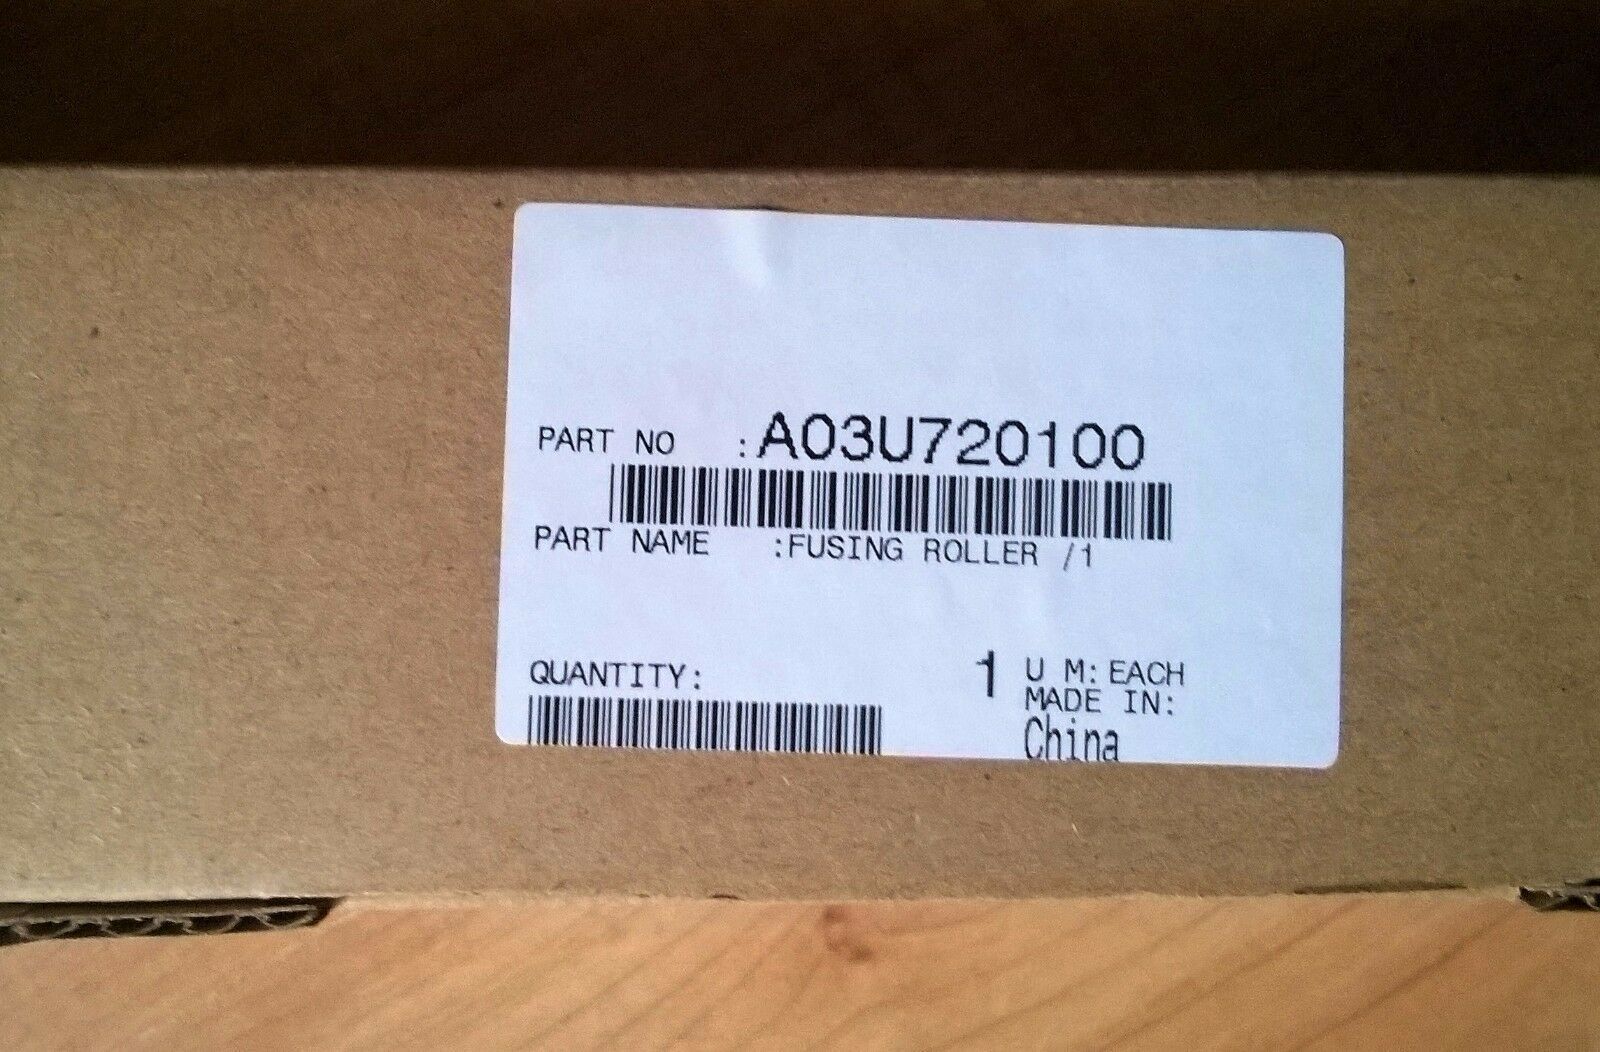 PART NO :A03U720100
PART NAME :FUSING ROLLER /1
QUANTITY: 1 U M: EACH
MADE IN:
China